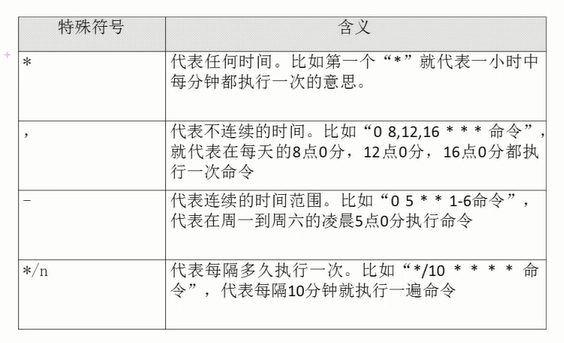 特殊符号 含义
* 代表任何时间。比如第一个“*”就代表一小时中
每分钟都执行一次的意思。
, 代表不连续的时间。比如“0 8,12,16 * * * 命令”,
就代表在每天的8点0分，12点0分，16点0分都执
行一次命令
- 代表连续的时间范围。比如“0 5 * * 1-6命令”,
代表在周一到周六的凌晨5点0分执行命令
*/n 代表每隔多久执行一次。比如“*/10 * * * * 命
令”，代表每隔10分钟就执行一遍命令